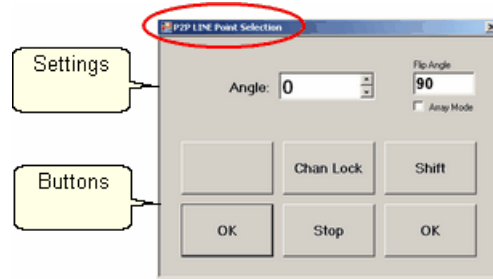 P2P LINE Point Selection
Settings
Angle: 0
Flip Angle
90
Array Mode
Buttons
Chan Lock
Shift
OK
Stop
OK